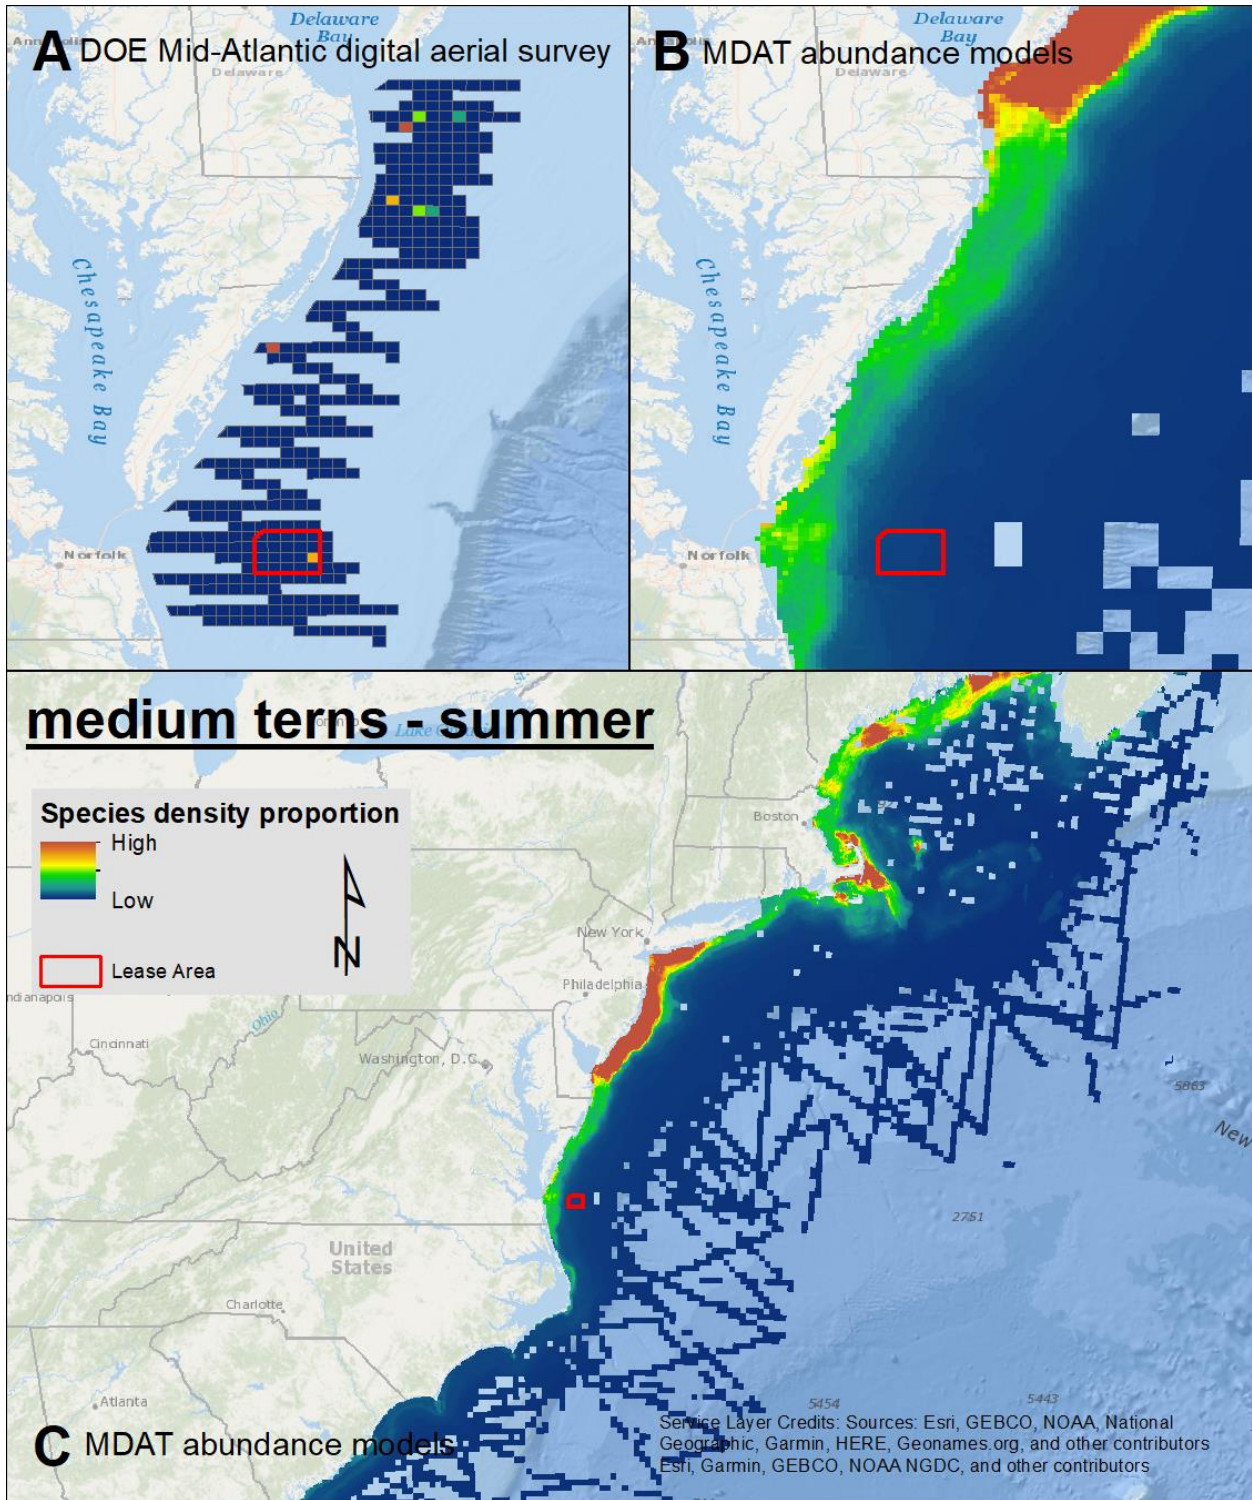 A DOE Mid-Atlantic digital aerial survey
Delaware
Bay
Delaware
Chesapeake Bay
Norfolk
B MDAT abundance models
Delaware
Bay
Delaware
Chesapeake Bay
Norfolk
medium terns - summer
Species density proportion
High
Low
N
Lease Area
Boston
New York
Philadelphia
Indianapolis
Ohio
Cincinnati
Washington, D.C.
5863
New
2751
United
States
Charlotte
Atlanta
5454
5443
C MDAT abundance models
Service Layer Credits: Sources: Esri, GEBCO, NOAA, National
Geographic, Garmin, HERE, Geonames.org, and other contributors
Esri, Garmin, GEBCO, NOAA NGDC, and other contributors